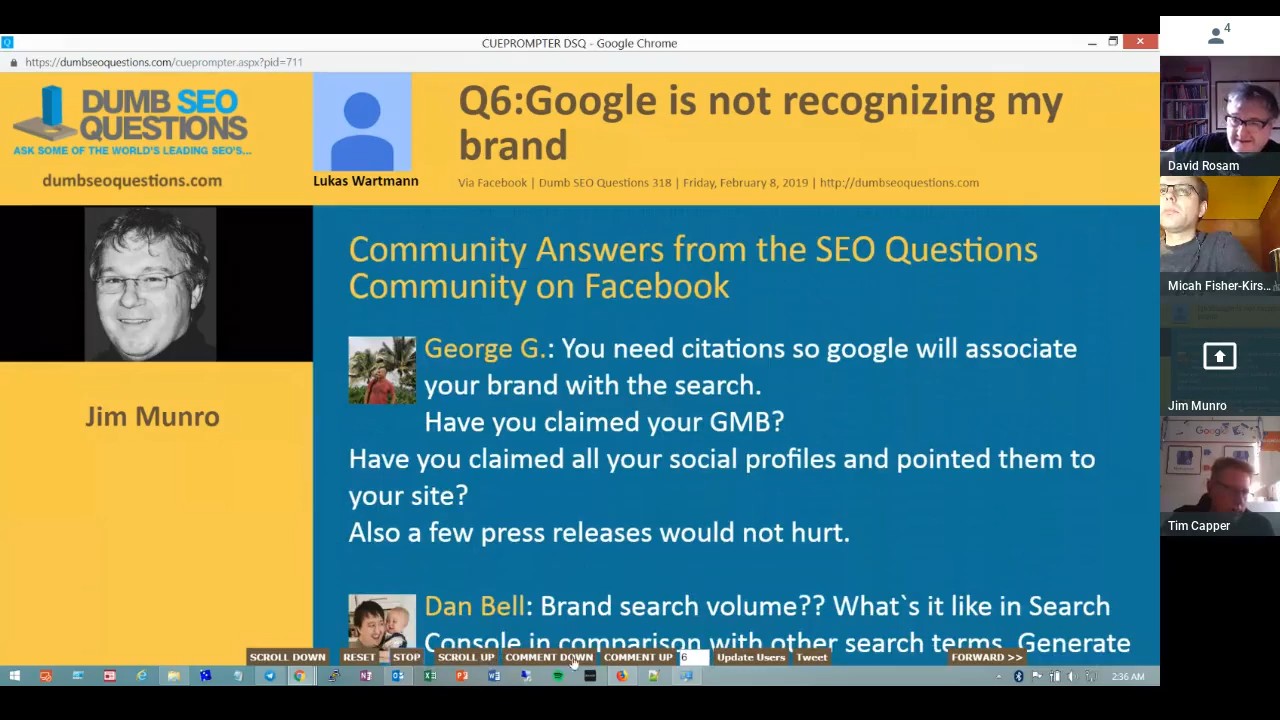 CUEPROMPTER DSQ - Google Chrome
https://dumbseoquestions.com/cueprompter.aspx?pid=711
DUMB SEO
QUESTIONS
ASK SOME OF THE WORLD'S LEADING SEO'S...
dumbseoquestions.com
Lukas Wartmann
Q6:Google is not recognizing my
brand
Via Facebook | Dumb SEO Questions 318 | Friday, February 8, 2019 | http://dumbseoquestions.com
Jim Munro
Community Answers from the SEO Questions
Community on Facebook
George G.: You need citations so google will associate
your brand with the search.
Have you claimed your GMB?
Have you claimed all your social profiles and pointed them to
your site?
Also a few press releases would not hurt.
Dan Bell: Brand search volume?? What`s it like in Search
Console in comparison with other search terms. Generate
SCROLL DOWN RESET STOP SCROLL UP COMMENT DOWN COMMENT UP 6 Update Users Tweet FORWARD >>
2:36 AM
4
David Rosam
Micah Fisher-Kirs...
Jim Munro
Google
Tim Capper